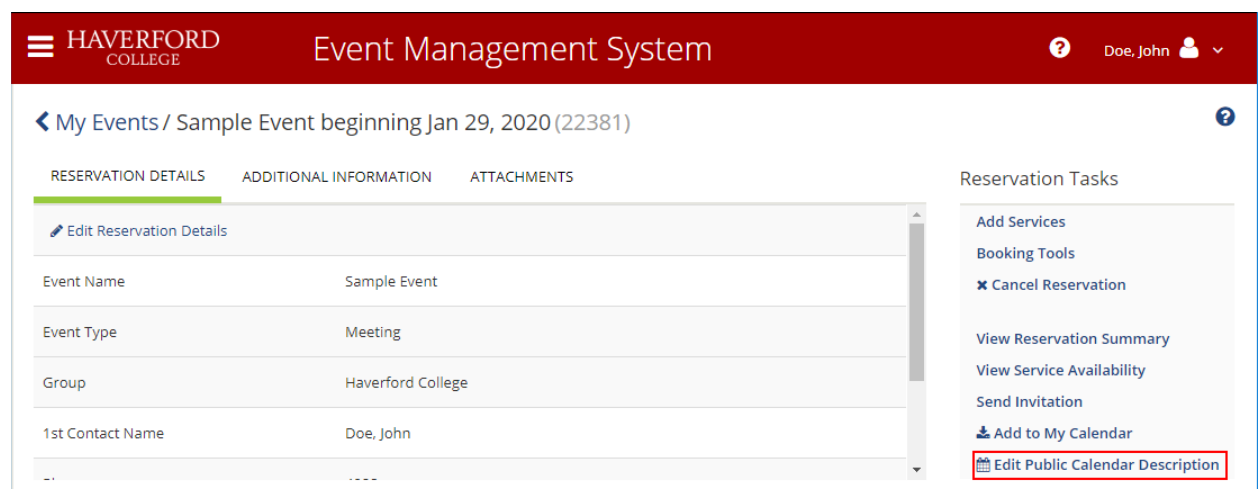 HAVERFORD
COLLEGE
Event Management System
Doe, John
My Events / Sample Event beginning Jan 29, 2020 (22381)
RESERVATION DETAILS ADDITIONAL INFORMATION ATTACHMENTS
Edit Reservation Details
Event Name Sample Event
Event Type Meeting
Group Haverford College
1st Contact Name Doe, John
Reservation Tasks
Add Services
Booking Tools
Cancel Reservation
View Reservation Summary
View Service Availability
Send Invitation
Add to My Calendar
Edit Public Calendar Description